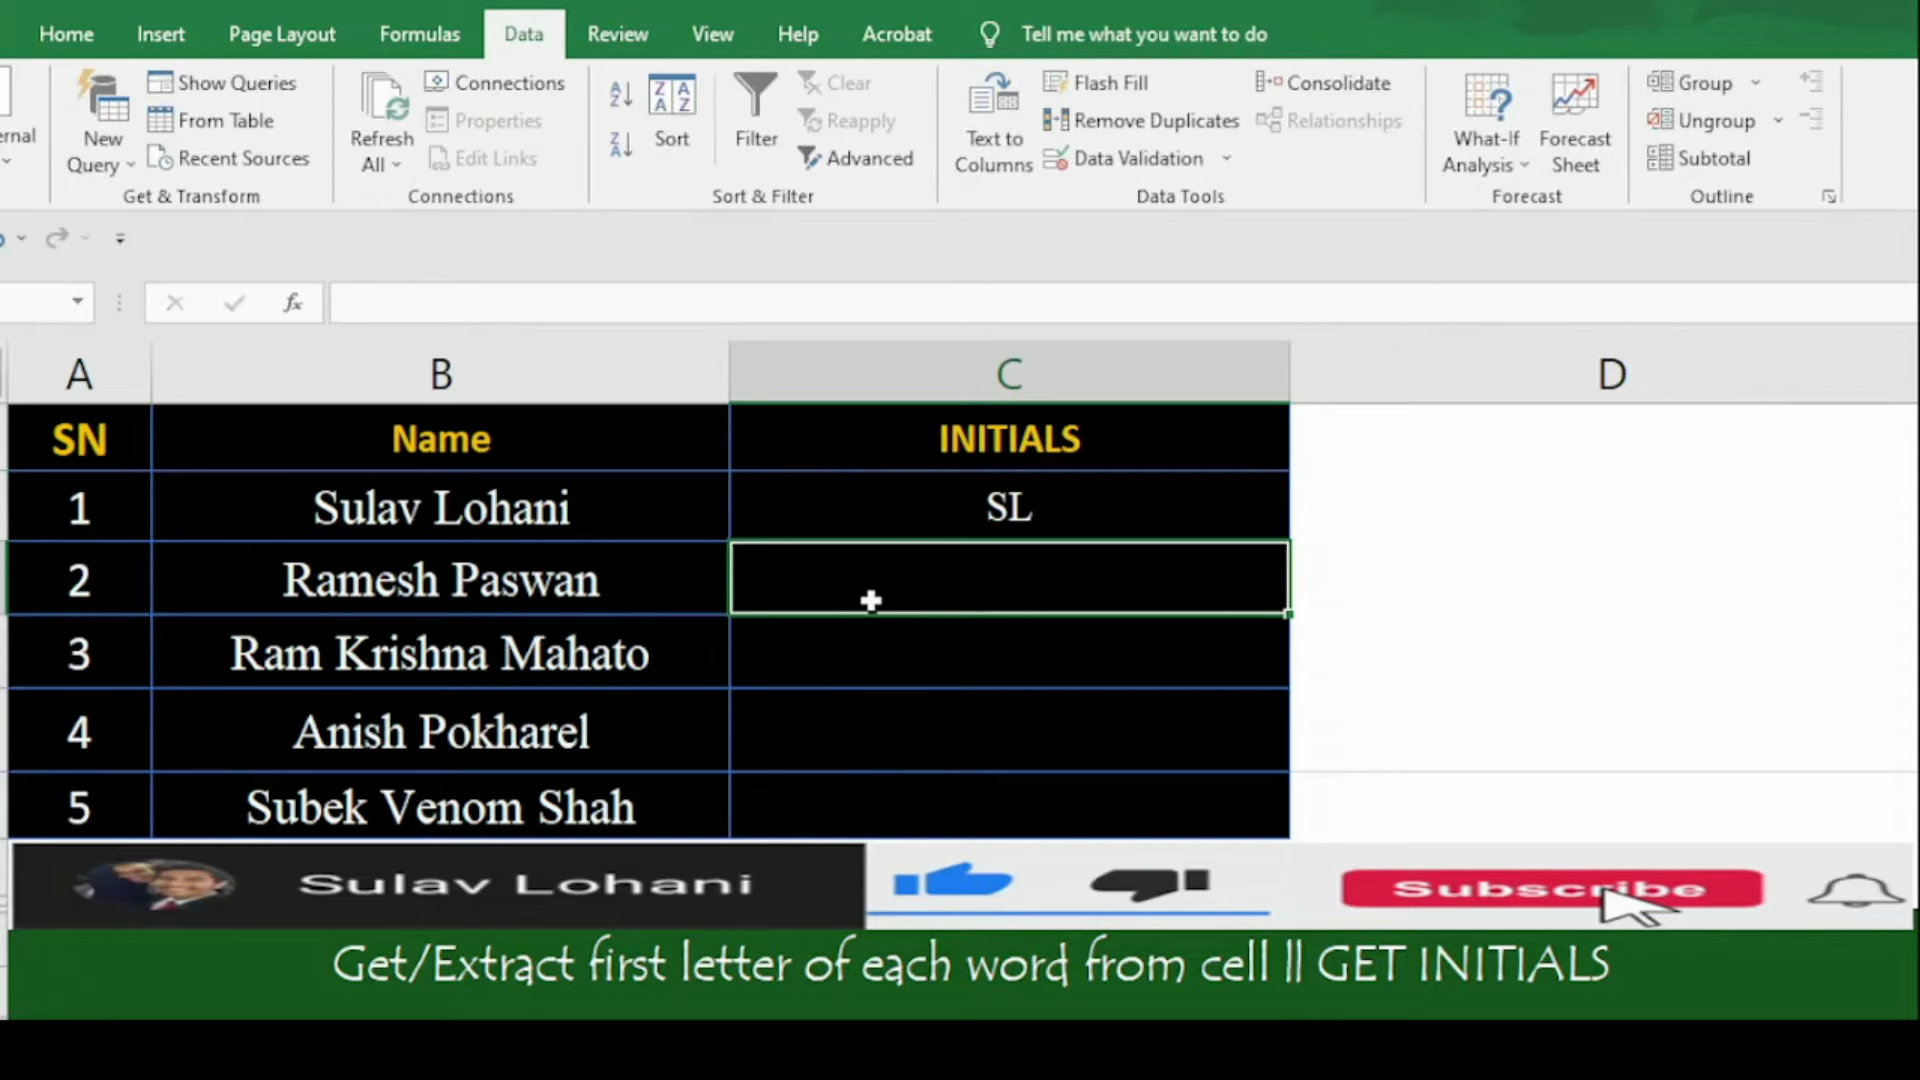 Home Insert Page Layout Formulas Data Review View Help Acrobat Tell me what you want to do
Show Queries
From Table
Recent Sources
New Query
Get & Transform
Refresh All
Connections
Properties
Edit Links
Connections
Sort
Filter
Clear
Reapply
Advanced
Sort & Filter
Text to Columns
Flash Fill
Remove Duplicates
Data Validation
Consolidate
Relationships
Data Tools
What-If Analysis
Forecast Sheet
Forecast
Group
Ungroup
Subtotal
Outline
fx
A B C D
SN Name INITIALS
1 Sulav Lohani SL
2 Ramesh Paswan
3 Ram Krishna Mahato
4 Anish Pokharel
5 Subek Venom Shah
Sulav Lohani Subscribe
Get/Extract first letter of each word from cell || GET INITIALS